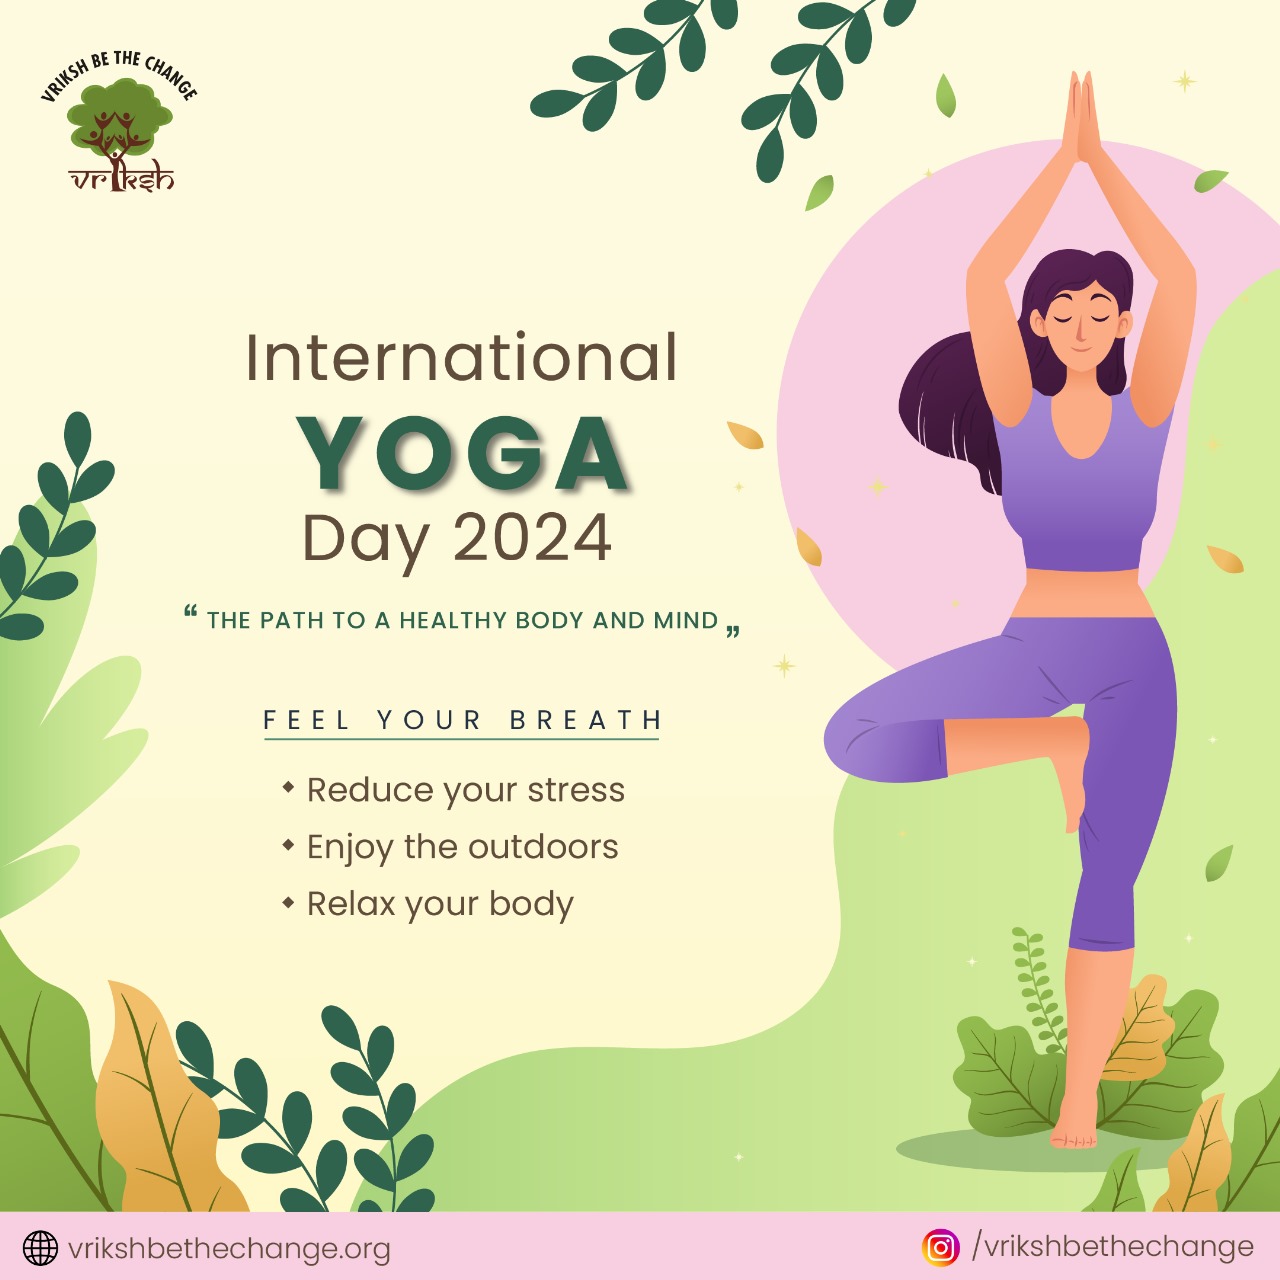 VRIKSH BE THE CHANGE
vriksh
International
YOGA
Day 2024
“ THE PATH TO A HEALTHY BODY AND MIND „
FEEL YOUR BREATH
◆ Reduce your stress
◆ Enjoy the outdoors
◆ Relax your body
vrikshbethechange.org
/vrikshbethechange